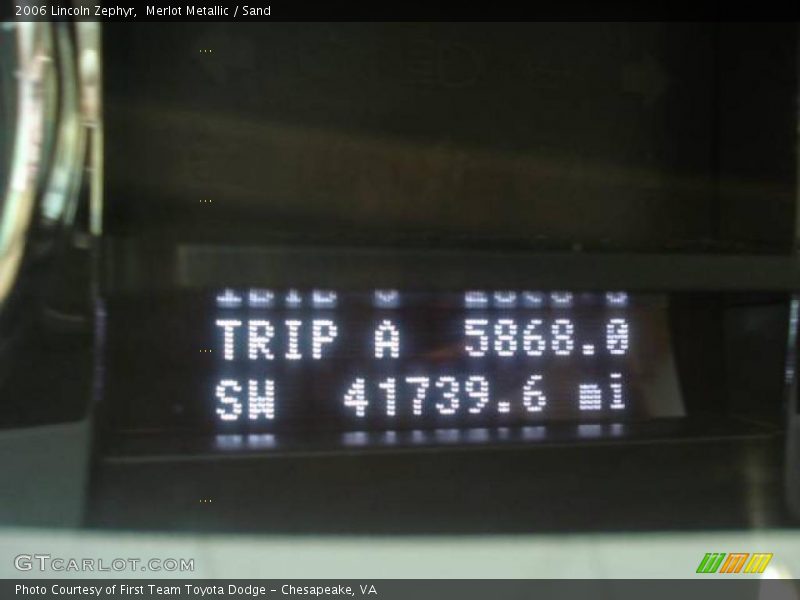 2006 Lincoln Zephyr, Merlot Metallic / Sand
TRIP A 5868.0
SW 41739.6 mi
GTCARLOT.COM
Photo Courtesy of First Team Toyota Dodge - Chesapeake, VA